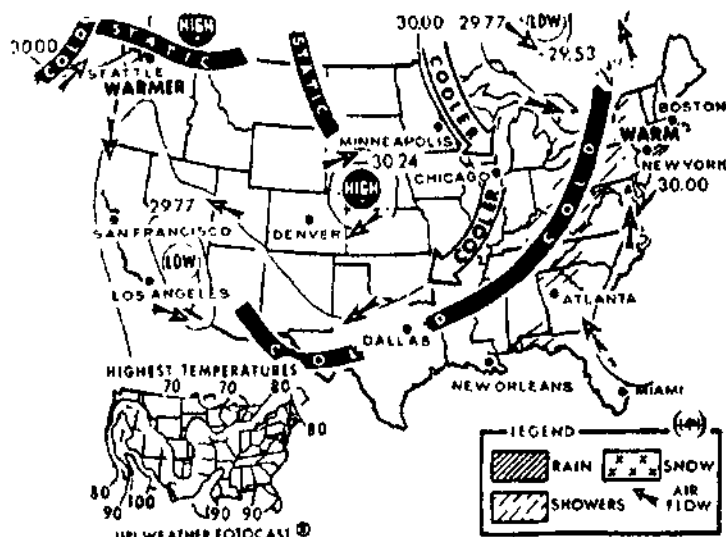 HIGH
30.00
29.77
LOW
29.53
30.00
COLD
STATIC
STATIC
COOLER
SEATTLE
WARMER
BOSTON
WARM
MINNEAPOLIS
30.24
CHICAGO
NEW YORK
30.00
HIGH
COOLER
COLD
29.77
SAN FRANCISCO
DENVER
LOW
LOS ANGELES
ATLANTA
DALLAS
COLD
NEW ORLEANS
MIAMI
HIGHEST TEMPERATURES
70
70
80
80
80
90
100
90
90
LEGEND
RAIN
SNOW
SHOWERS
AIR
FLOW
UPI WEATHER FOTOCAST ®